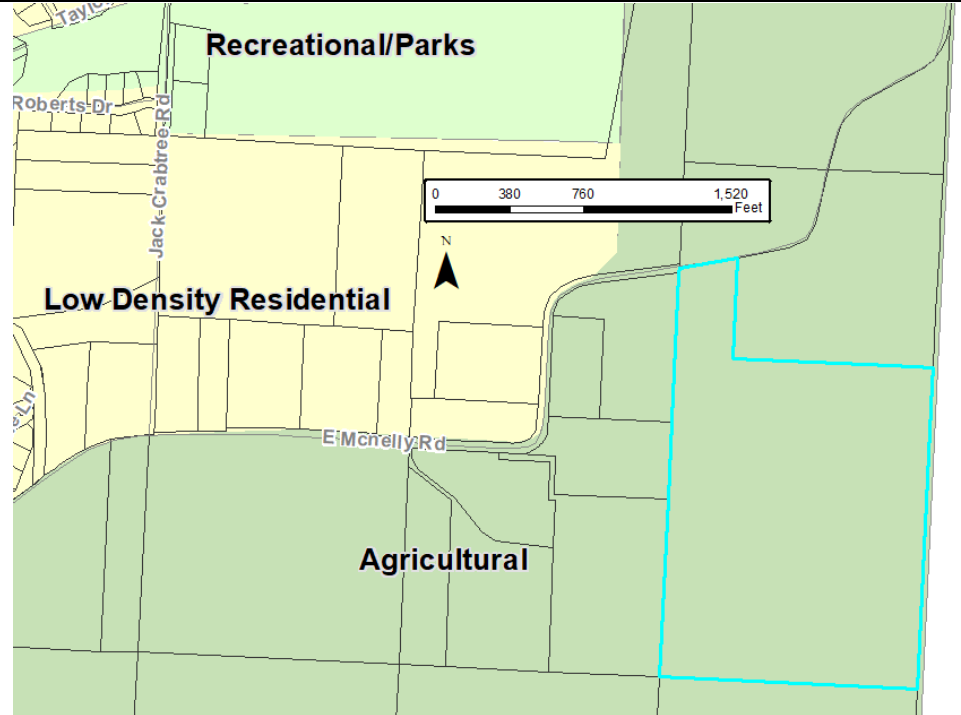 Recreational/Parks
Roberts Dr
Jack Crabtree Rd
0 380 760 1,520
Feet
N
Low Density Residential
E Mcnelly Rd
Agricultural